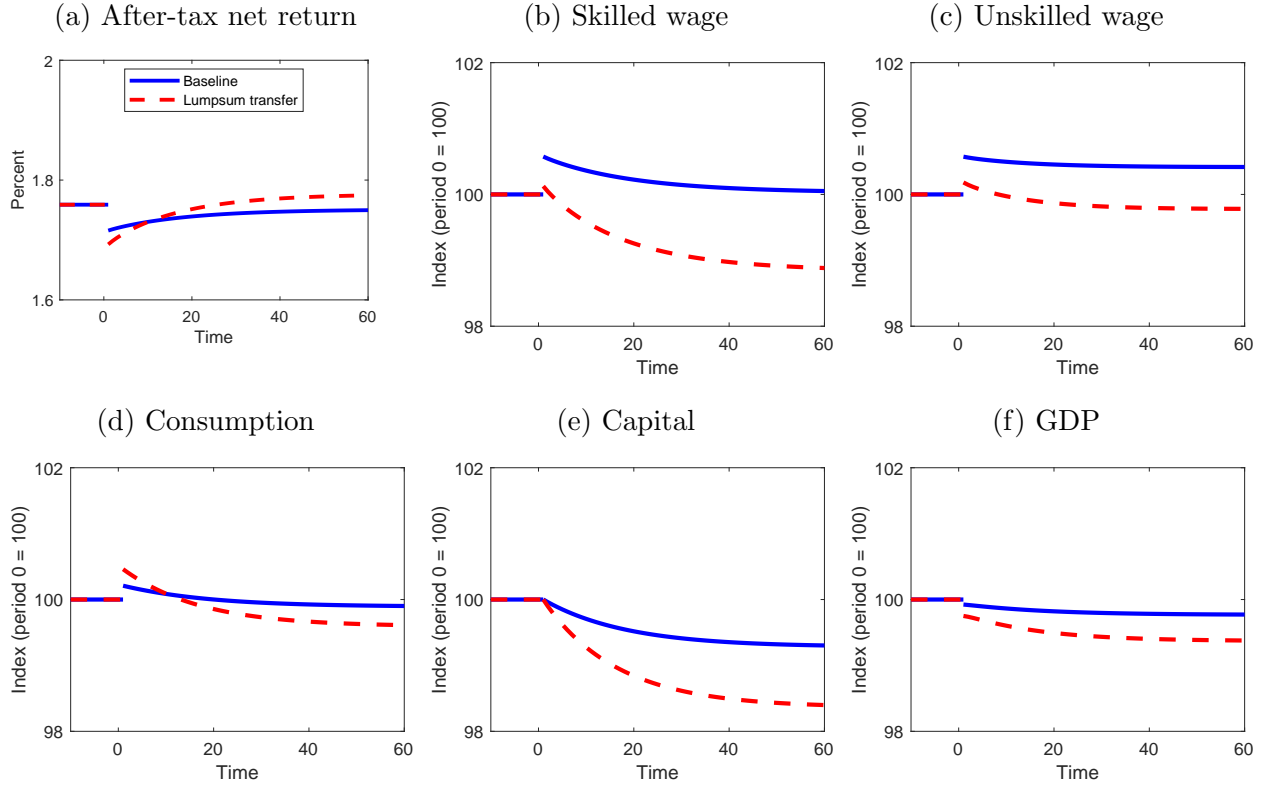 (a) After-tax net return
Percent
2
1.8
1.6
Baseline
Lumpsum transfer
0 20 40 60
Time
(b) Skilled wage
Index (period 0 = 100)
102
100
98
0 20 40 60
Time
(c) Unskilled wage
Index (period 0 = 100)
102
100
98
0 20 40 60
Time
(d) Consumption
Index (period 0 = 100)
102
100
98
0 20 40 60
Time
(e) Capital
Index (period 0 = 100)
102
100
98
0 20 40 60
Time
(f) GDP
Index (period 0 = 100)
102
100
98
0 20 40 60
Time